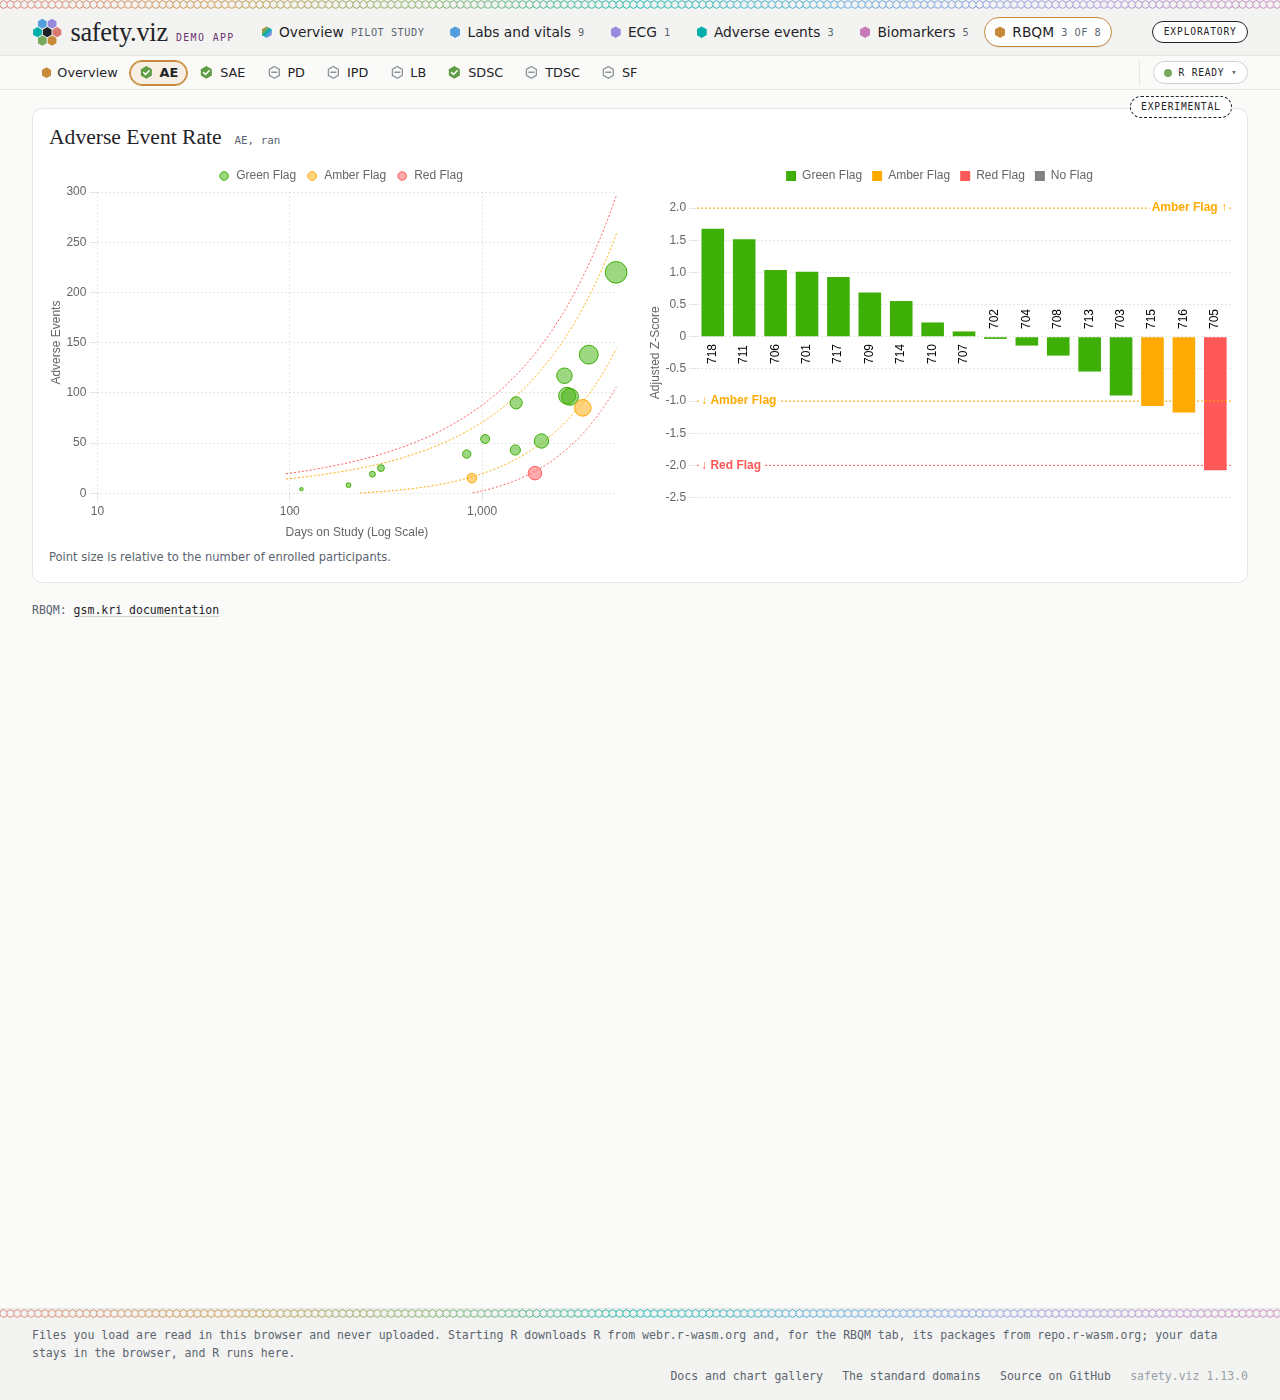 safety.viz DEMO APP
Overview PILOT STUDY
Labs and vitals 9
ECG 1
Adverse events 3
Biomarkers 5
RBQM 3 OF 8
EXPLORATORY
Overview
AE
SAE
PD
IPD
LB
SDSC
TDSC
SF
R READY ▾
EXPERIMENTAL
Adverse Event Rate AE, ran
Green Flag Amber Flag Red Flag
300
250
200
150
100
50
0
Adverse Events
10 100 1,000
Days on Study (Log Scale)
Green Flag Amber Flag Red Flag No Flag
2.0
1.5
1.0
0.5
0
-0.5
-1.0
-1.5
-2.0
-2.5
Adjusted Z-Score
Amber Flag ↑
↓ Amber Flag
↓ Red Flag
718
711
706
701
717
709
714
710
707
702
704
708
713
703
715
716
705
Point size is relative to the number of enrolled participants.
RBQM: gsm.kri documentation
Files you load are read in this browser and never uploaded. Starting R downloads R from webr.r-wasm.org and, for the RBQM tab, its packages from repo.r-wasm.org; your data
stays in the browser, and R runs here.
Docs and chart gallery The standard domains Source on GitHub safety.viz 1.13.0